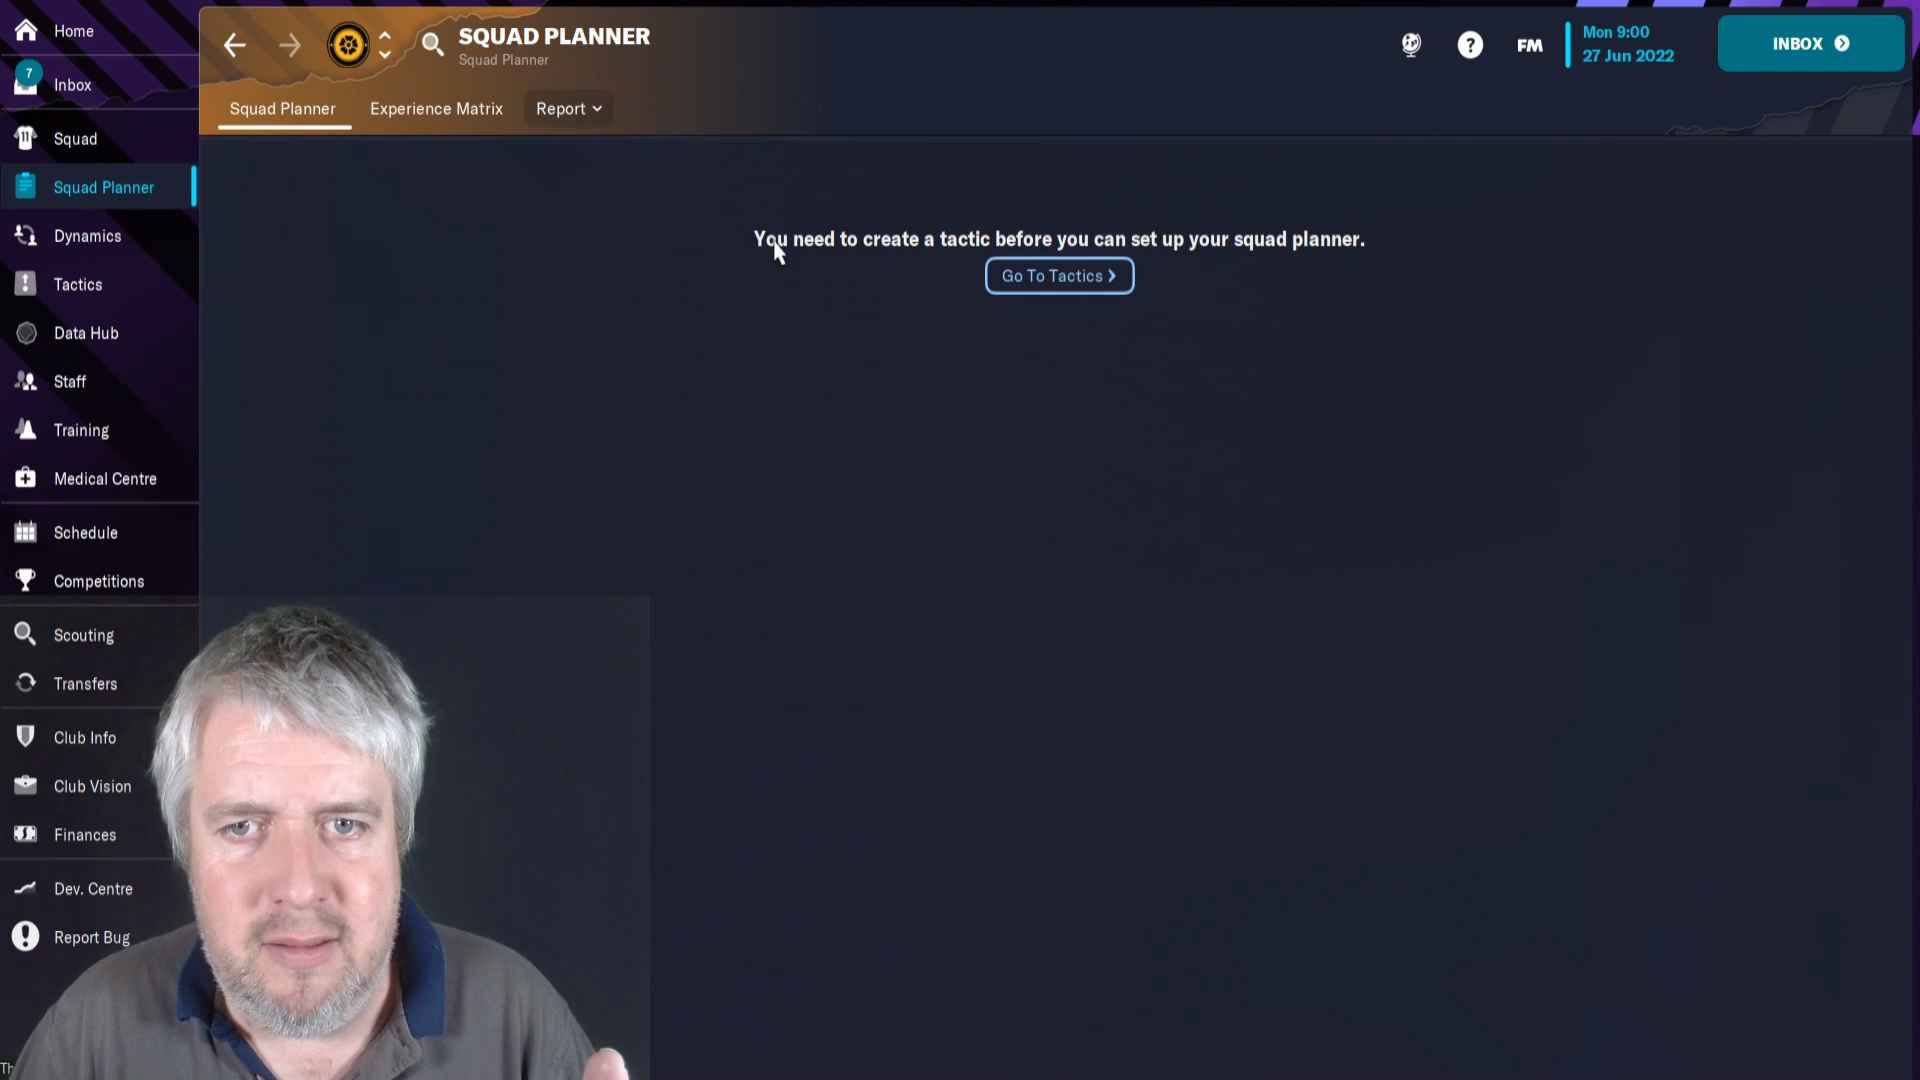 Home
7
Inbox
Squad
Squad Planner
Dynamics
Tactics
Data Hub
Staff
Training
Medical Centre
Schedule
Competitions
Scouting
Transfers
Club Info
Club Vision
Finances
Dev. Centre
Report Bug
SQUAD PLANNER
Squad Planner
FM
Mon 9:00
27 Jun 2022
INBOX
Squad Planner
Experience Matrix
Report
You need to create a tactic before you can set up your squad planner.
Go To Tactics